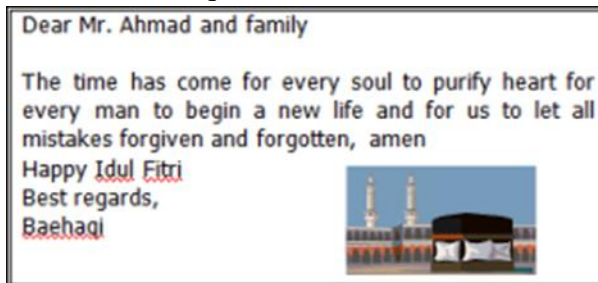 Dear Mr. Ahmad and family
The time has come for every soul to purify heart for
every man to begin a new life and for us to let all
mistakes forgiven and forgotten, amen
Happy Idul Fitri
Best regards,
Baehaqi